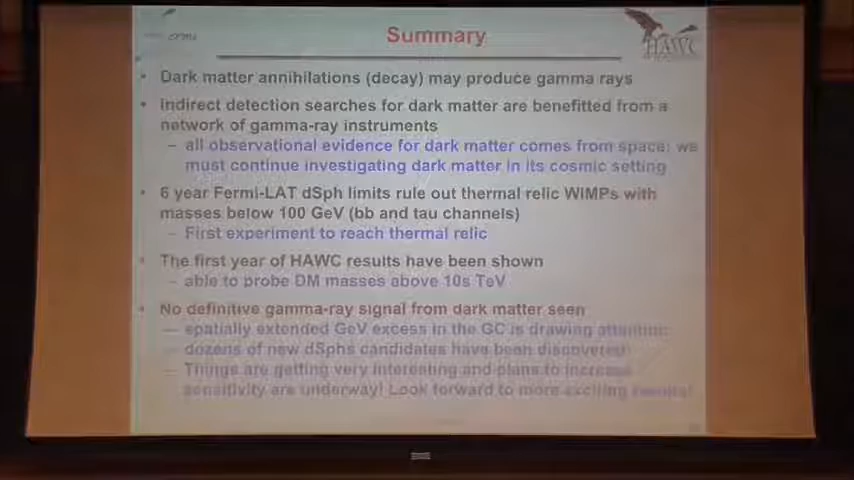 Summary
HAWC
• Dark matter annihilations (decay) may produce gamma rays
• Indirect detection searches for dark matter are benefitted from a
network of gamma-ray instruments
– all observational evidence for dark matter comes from space; we
must continue investigating dark matter in its cosmic setting
• 6 year Fermi-LAT dSph limits rule out thermal relic WIMPs with
masses below 100 GeV (bb and tau channels)
– First experiment to reach thermal relic
• The first year of HAWC results have been shown
– able to probe DM masses above 10s TeV
• No definitive gamma-ray signal from dark matter seen
– spatially extended GeV excess in the GC is drawing attention
– dozens of new dSphs candidates have been discovered
– Things are getting very interesting and plans to increase
sensitivity are underway! Look forward to more exciting